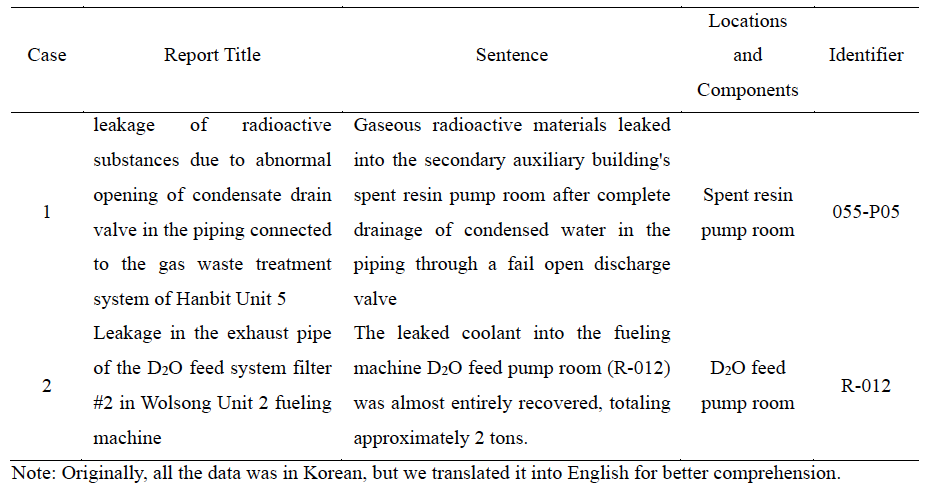 Case Report Title Sentence Locations and Components Identifier
1
leakage of radioactive
substances due to abnormal
opening of condensate drain
valve in the piping connected
to the gas waste treatment
system of Hanbit Unit 5
Gaseous radioactive materials leaked
into the secondary auxiliary building's
spent resin pump room after complete
drainage of condensed water in the
piping through a fail open discharge
valve
Spent resin
pump room
055-P05
2
Leakage in the exhaust pipe
of the D₂O feed system filter
#2 in Wolsong Unit 2 fueling
machine
The leaked coolant into the fueling
machine D₂O feed pump room (R-012)
was almost entirely recovered, totaling
approximately 2 tons.
D₂O feed
pump room
R-012
Note: Originally, all the data was in Korean, but we translated it into English for better comprehension.